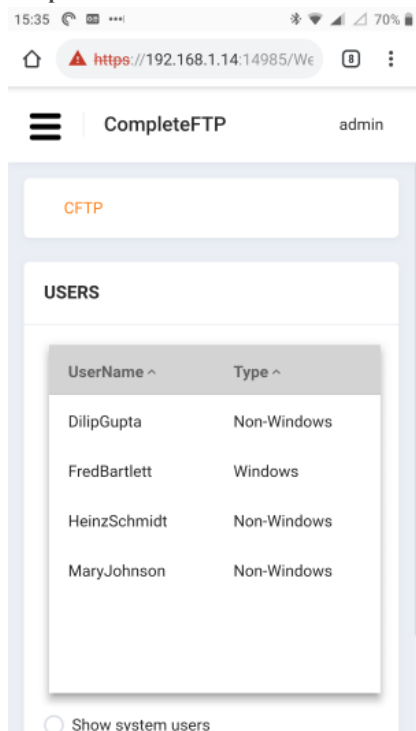 15:35 70%
https://192.168.1.14:14985/We 8
CompleteFTP admin
CFTP
USERS
UserName Type
DilipGupta Non-Windows
FredBartlett Windows
HeinzSchmidt Non-Windows
MaryJohnson Non-Windows
Show system users